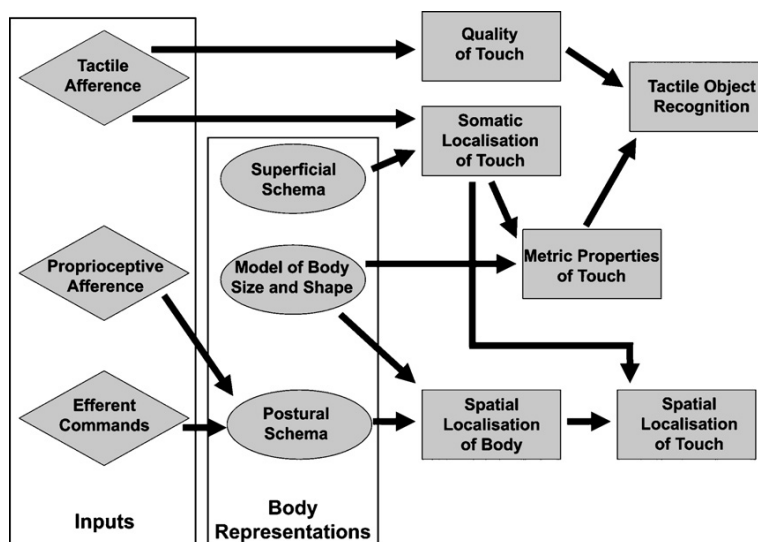 Tactile
Afference
Quality
of Touch
Tactile Object
Recognition
Somatic
Localisation
of Touch
Superficial
Schema
Proprioceptive
Afference
Model of Body
Size and Shape
Metric Properties
of Touch
Efferent
Commands
Postural
Schema
Spatial
Localisation
of Body
Spatial
Localisation
of Touch
Inputs
Body
Representations